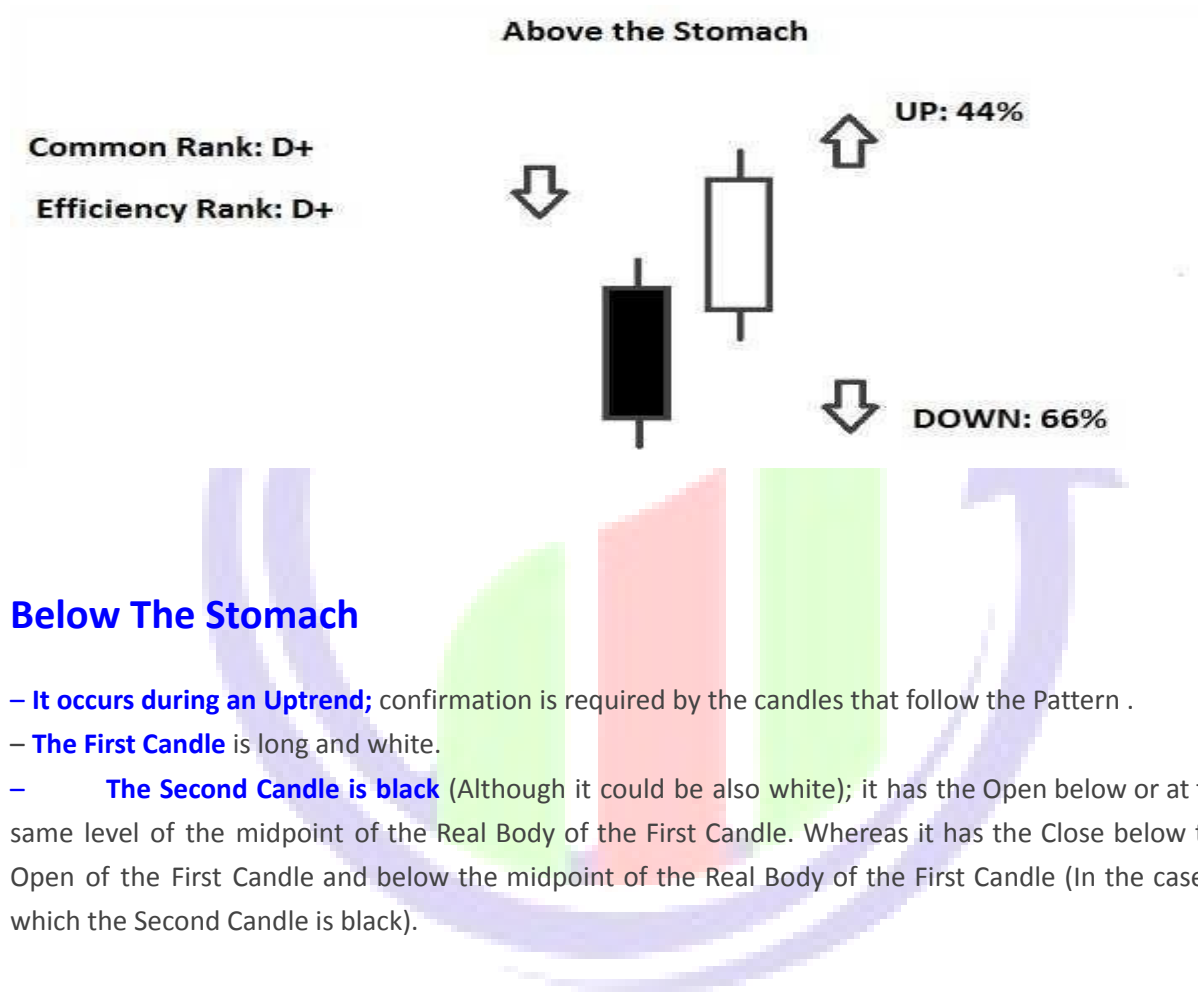 Above the Stomach
UP: 44%
Common Rank: D+
Efficiency Rank: D+
DOWN: 66%
Below The Stomach
– It occurs during an Uptrend; confirmation is required by the candles that follow the Pattern .
– The First Candle is long and white.
– The Second Candle is black (Although it could be also white); it has the Open below or at
same level of the midpoint of the Real Body of the First Candle. Whereas it has the Close below
Open of the First Candle and below the midpoint of the Real Body of the First Candle (In the case
which the Second Candle is black).